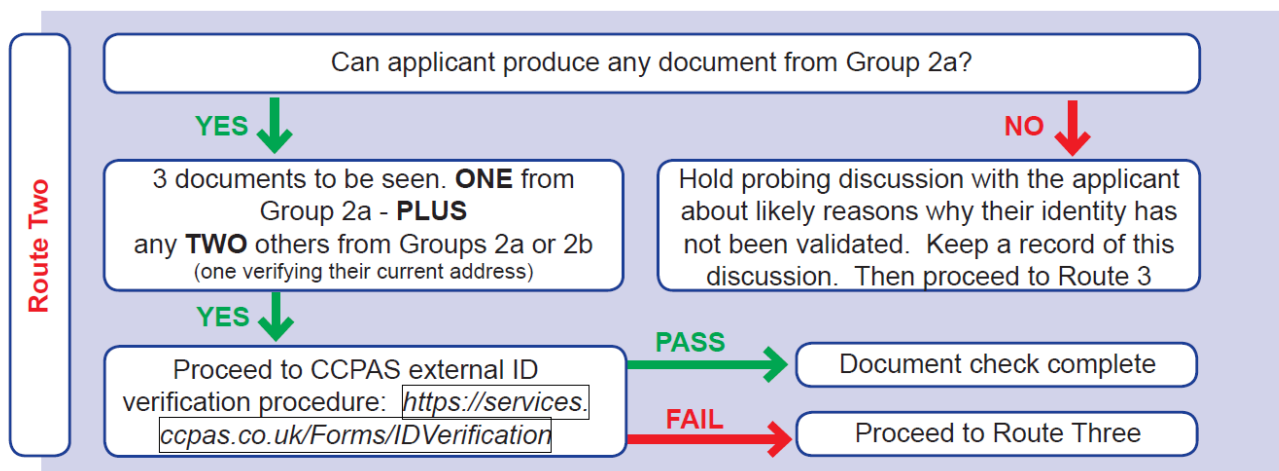 Route Two
Can applicant produce any document from Group 2a?
YES
NO
3 documents to be seen. ONE from
Group 2a - PLUS
any TWO others from Groups 2a or 2b
(one verifying their current address)
Hold probing discussion with the applicant
about likely reasons why their identity has
not been validated.  Keep a record of this
discussion.  Then proceed to Route 3
YES
Proceed to CCPAS external ID
verification procedure:  https://services.
ccpas.co.uk/Forms/IDVerification
PASS
Document check complete
FAIL
Proceed to Route Three